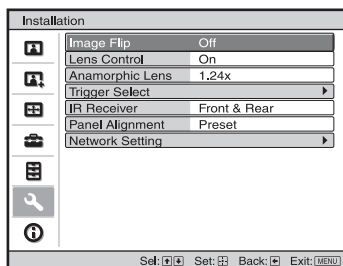 Installation
Image Flip Off
Lens Control On
Anamorphic Lens 1.24x
Trigger Select
IR Receiver Front & Rear
Panel Alignment Preset
Network Setting
Sel: Set: Back: Exit: MENU